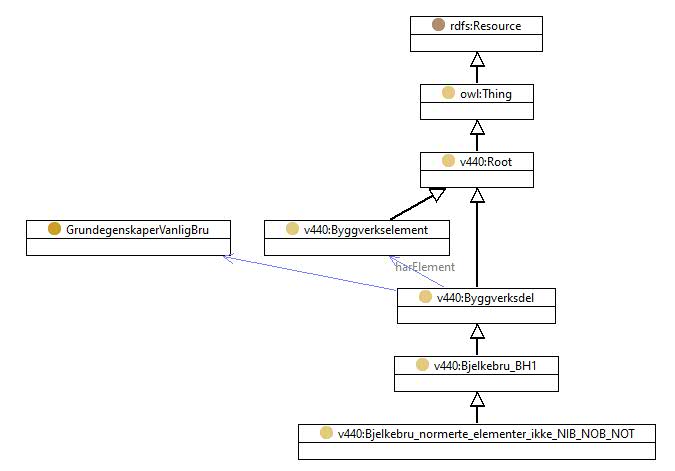 rdfs:Resource
owl:Thing
v440:Root
GrundegenskaperVanligBru
v440:Byggverkselement
harElement
v440:Byggverksdel
v440:Bjelkebru_BH1
v440:Bjelkebru_normerte_elementer_ikke_NIB_NOB_NOT